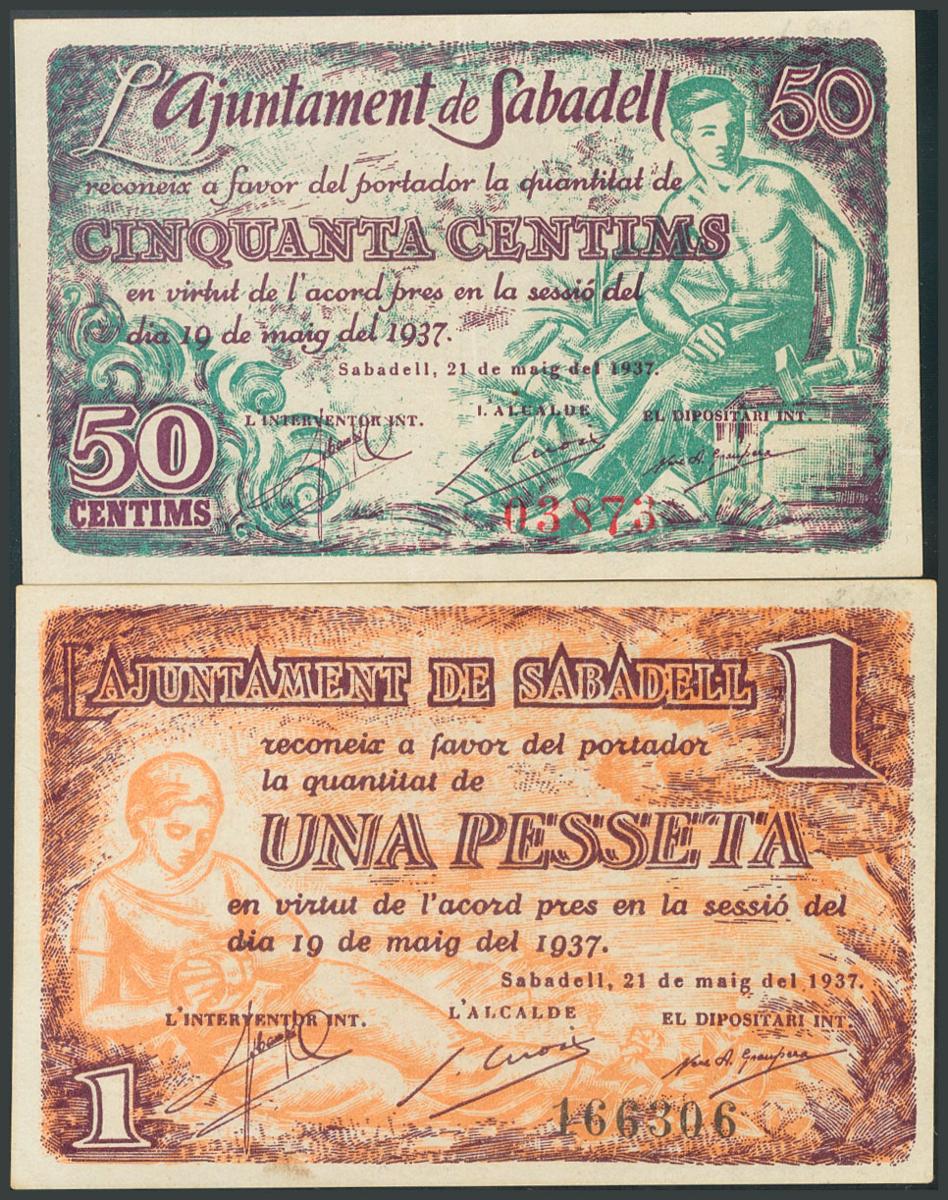 L'Ajuntament de Sabadell
50
reconeix a favor del portador la quantitat de
CINQUANTA CENTIMS
en virtut de l'acord pres en la sessió del
dia 19 de maig del 1937.
Sabadell, 21 de maig del 1937.
L'INTERVENTOR INT. L'ALCALDE EL DIPOSITARI INT.
50
CENTIMS
03873
L'AJUNTAMENT DE SABADELL
1
reconeix a favor del portador
la quantitat de
UNA PESSETA
en virtut de l'acord pres en la sessió del
dia 19 de maig del 1937.
Sabadell, 21 de maig del 1937.
L'INTERVENTOR INT. L'ALCALDE EL DIPOSITARI INT.
1
166306